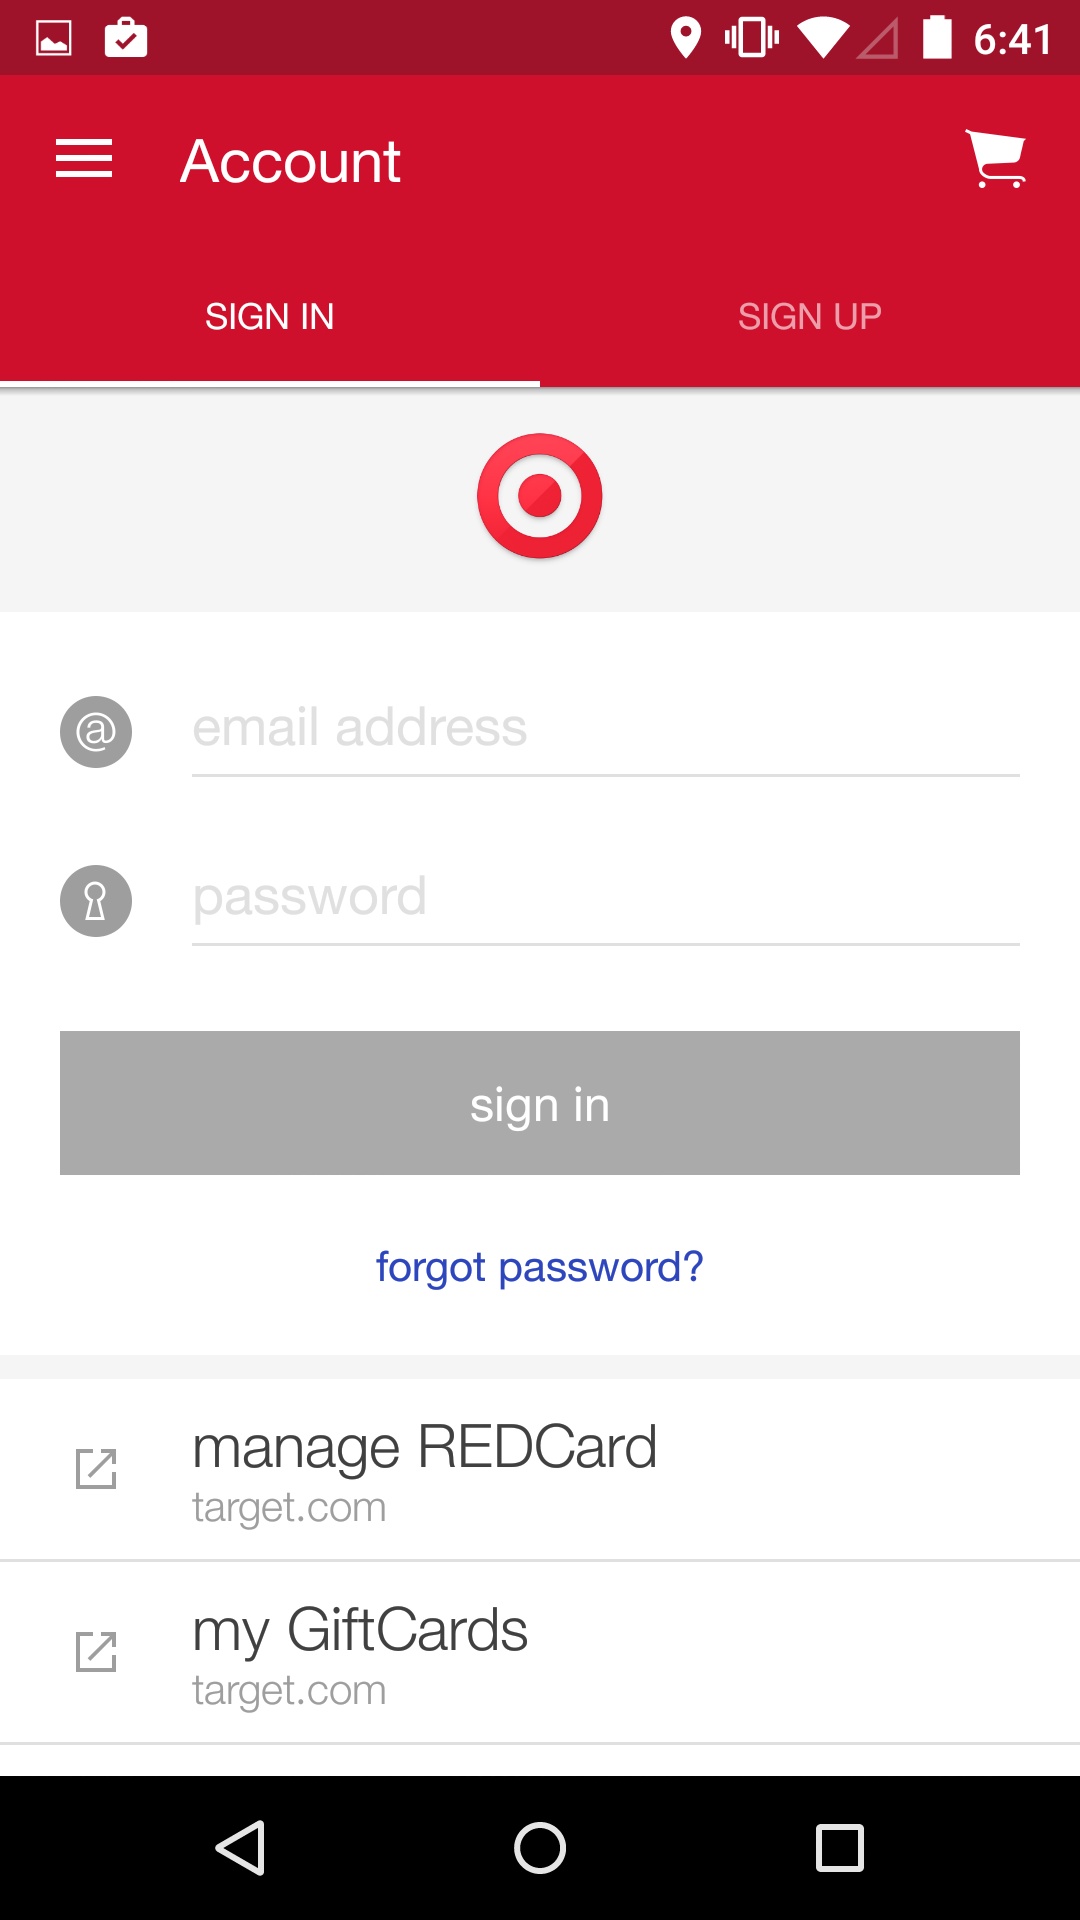 6:41
Account
SIGN IN
SIGN UP
@
email address
password
sign in
forgot password?
manage REDCard
target.com
my GiftCards
target.com